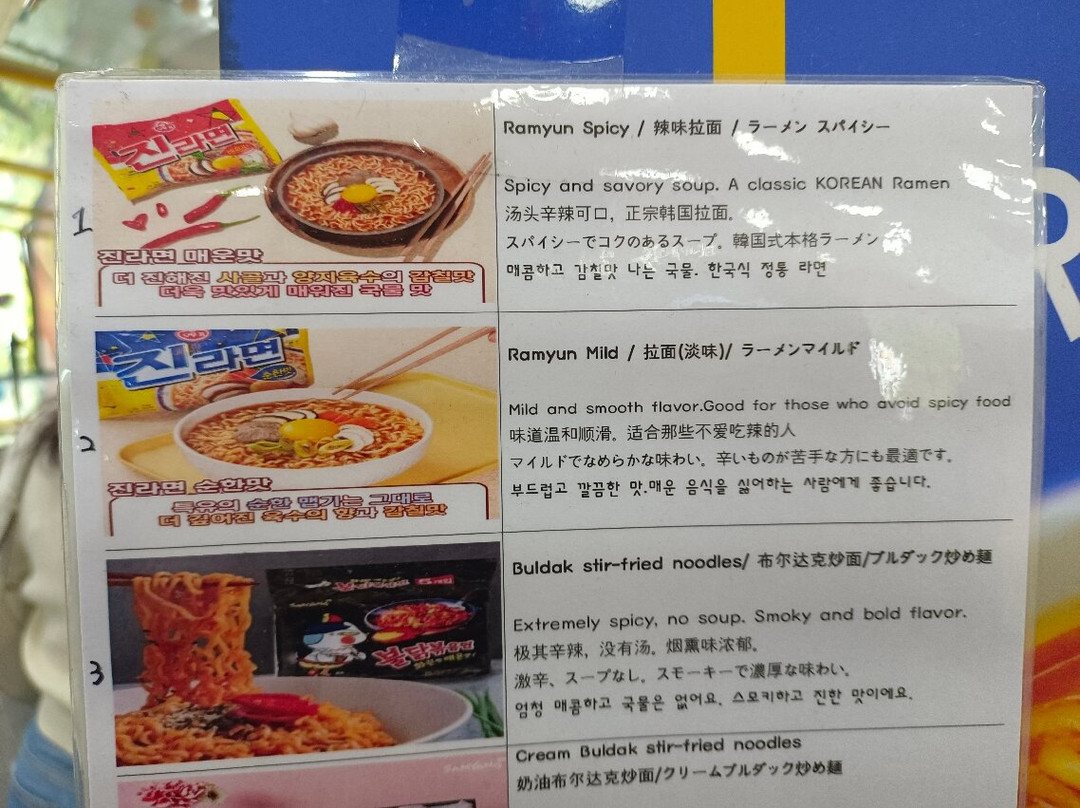 1
진라면
진라면 매운맛
더 진해진 사골과 양지육수의 감칠맛
더욱 맛있게 매워진 국물 맛
Ramyun Spicy / 辣味拉面 / ラーメン スパイシー
Spicy and savory soup. A classic KOREAN Ramen
汤头辛辣可口，正宗韩国拉面。
スパイシーでコクのあるスープ。韓国式本格ラーメン
매콤하고 감칠맛 나는 국물. 한국식 정통 라면
2
진라면
순한맛
진라면 순한맛
특유의 순한 맵기는 그대로
더 깊어진 육수의 향과 감칠맛
Ramyun Mild / 拉面(淡味)/ ラーメンマイルド
Mild and smooth flavor.Good for those who avoid spicy food
味道温和顺滑。适合那些不爱吃辣的人
マイルドでなめらかな味わい。辛いものが苦手な方にも最適です。
부드럽고 깔끔한 맛.매운 음식을 싫어하는 사람에게 좋습니다.
3
불닭볶음면
Buldak stir-fried noodles/ 布尔达克炒面/ブルダック炒め麺
Extremely spicy, no soup. Smoky and bold flavor.
极其辛辣，没有汤。烟熏味浓郁。
激辛、スープなし。スモーキーで濃厚な味わい。
엄청 매콤하고 국물은 없어요. 스모키하고 진한 맛이에요.
Cream Buldak stir-fried noodles
奶油布尔达克炒面/クリームブルダック炒め麺
R